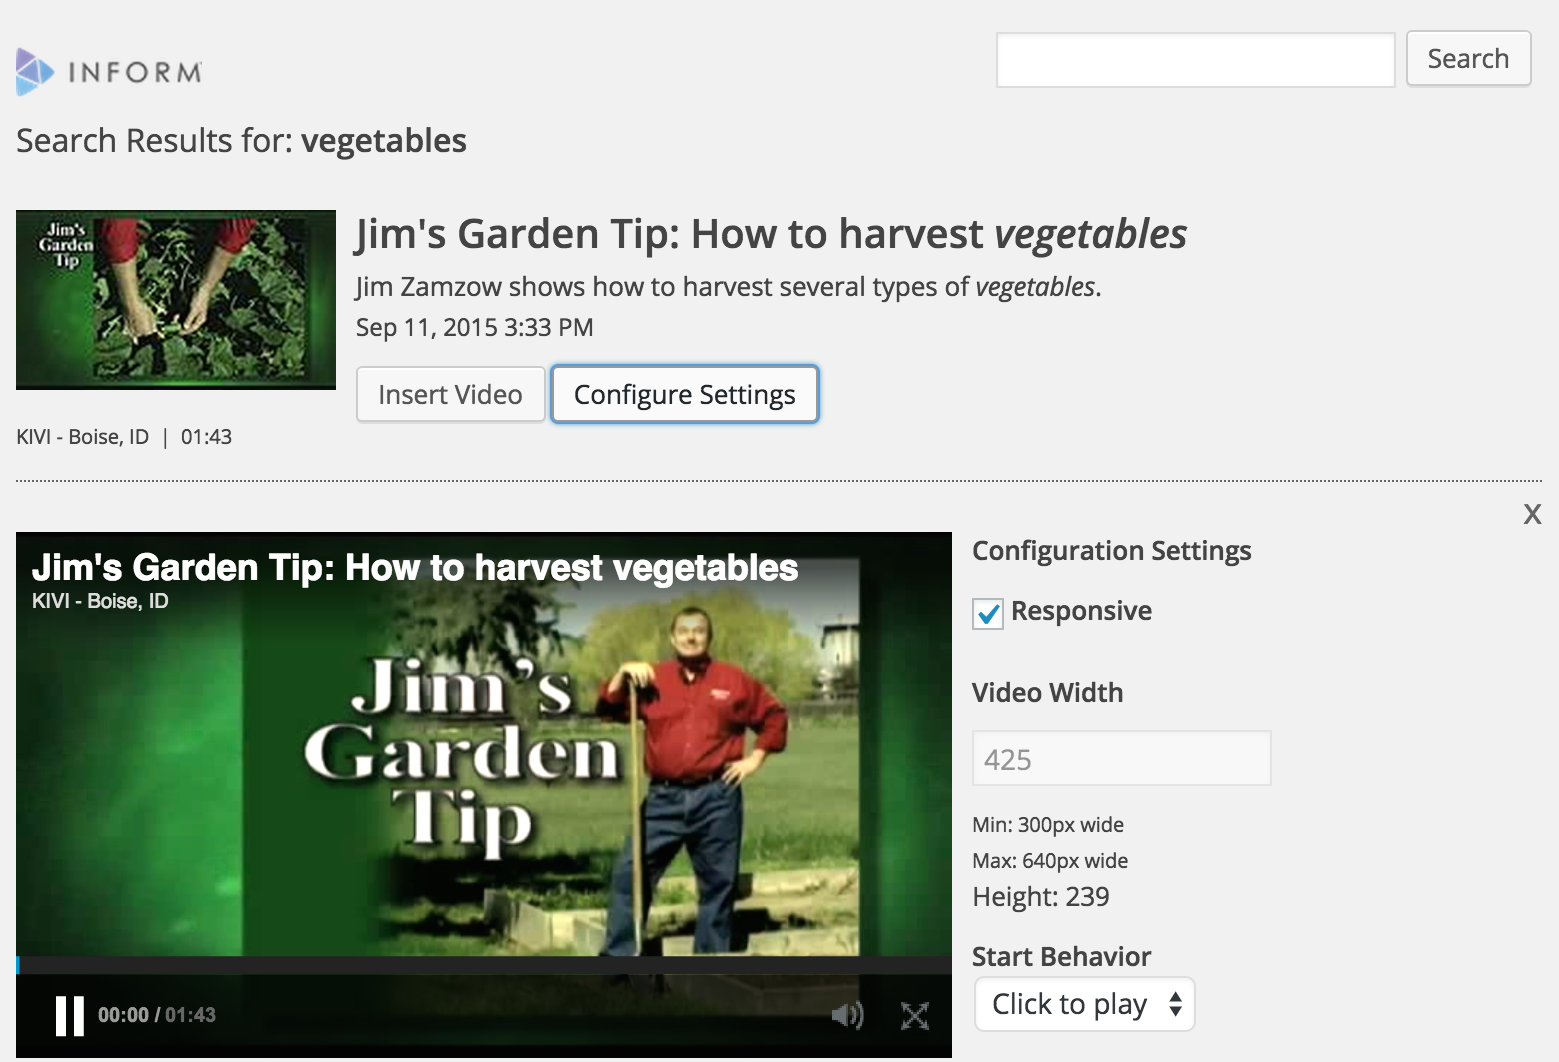 INFORM
Search
Search Results for: vegetables
Jim's
Garden
Tip
Jim's Garden Tip: How to harvest vegetables
Jim Zamzow shows how to harvest several types of vegetables.
Sep 11, 2015 3:33 PM
Insert Video
Configure Settings
KIVI - Boise, ID | 01:43
X
Jim's Garden Tip: How to harvest vegetables
KIVI - Boise, ID
Jim's
Garden
Tip
00:00 / 01:43
Configuration Settings
Responsive
Video Width
425
Min: 300px wide
Max: 640px wide
Height: 239
Start Behavior
Click to play